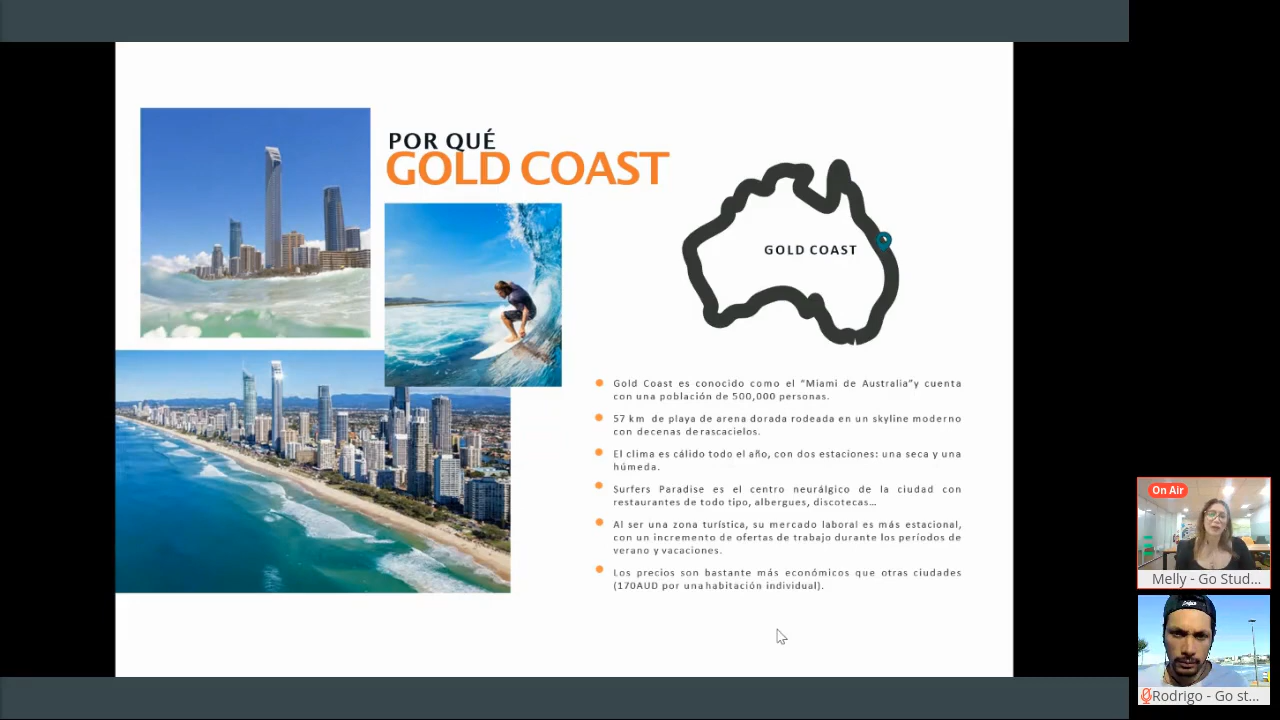 POR QUÉ
GOLD COAST
GOLD COAST
Gold Coast es conocido como el “Miami de Australia”y cuenta
con una población de 500,000 personas.
57 km de playa de arena dorada rodeada en un skyline moderno
con decenas de rascacielos.
El clima es cálido todo el año, con dos estaciones: una seca y una
húmeda.
Surfers Paradise es el centro neurálgico de la ciudad con
restaurantes de todo tipo, albergues, discotecas...
Al ser una zona turística, su mercado laboral es más estacional,
con un incremento de ofertas de trabajo durante los períodos de
verano y vacaciones.
Los precios son bastante más económicos que otras ciudades
(170AUD por una habitación individual).
On Air
Melly - Go Stud...
Rodrigo - Go st...